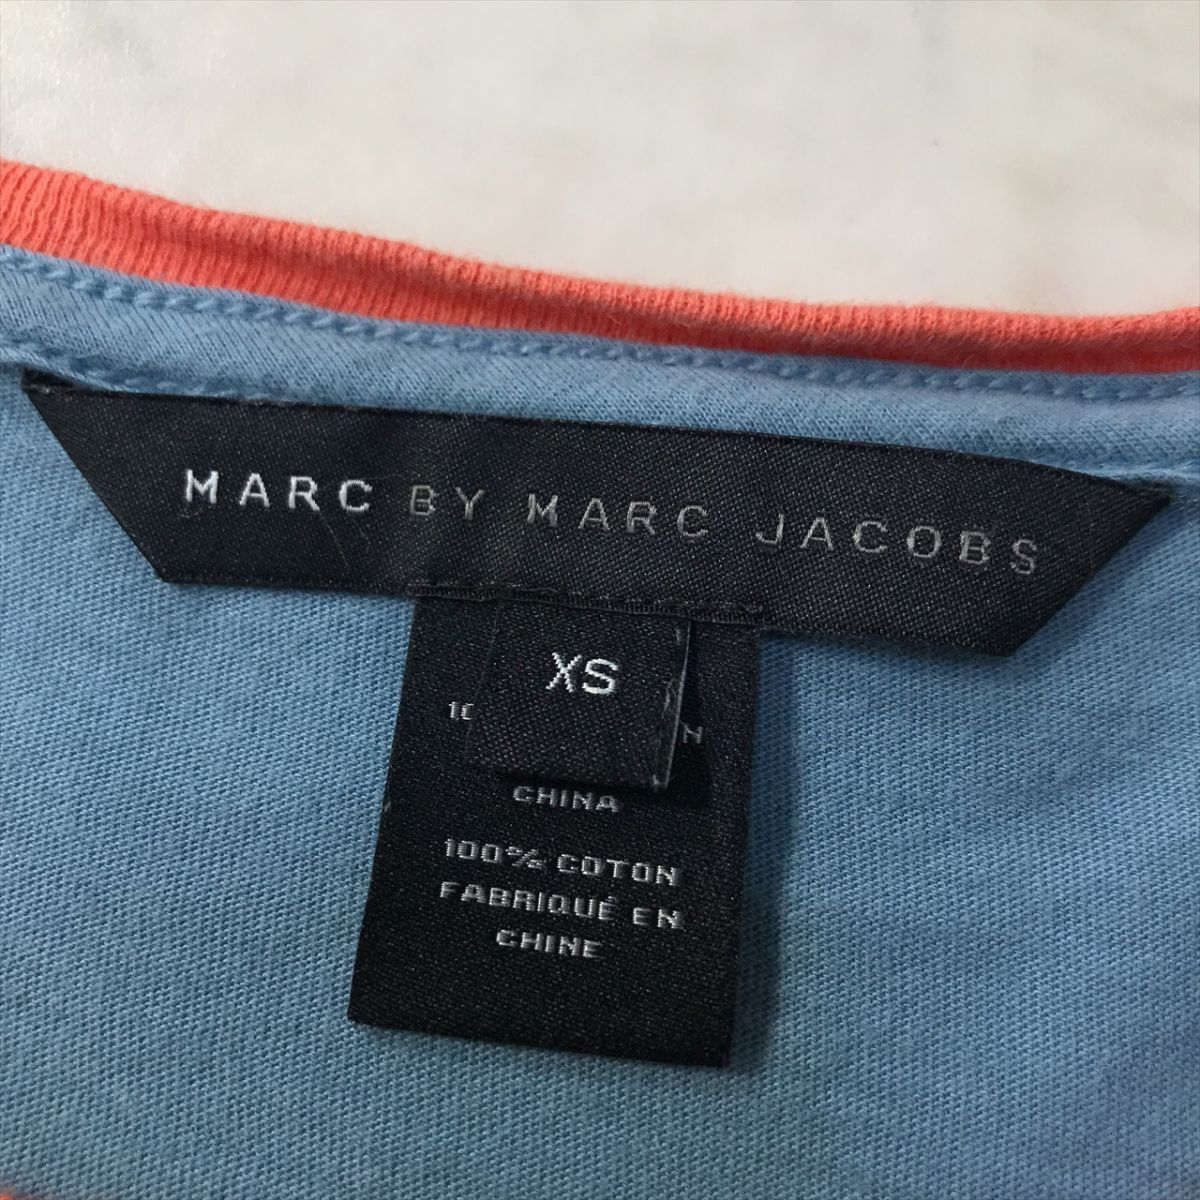 MARC BY MARC JACOBS
XS
CHINA
100% COTON
FABRIQUÉ EN
CHINE